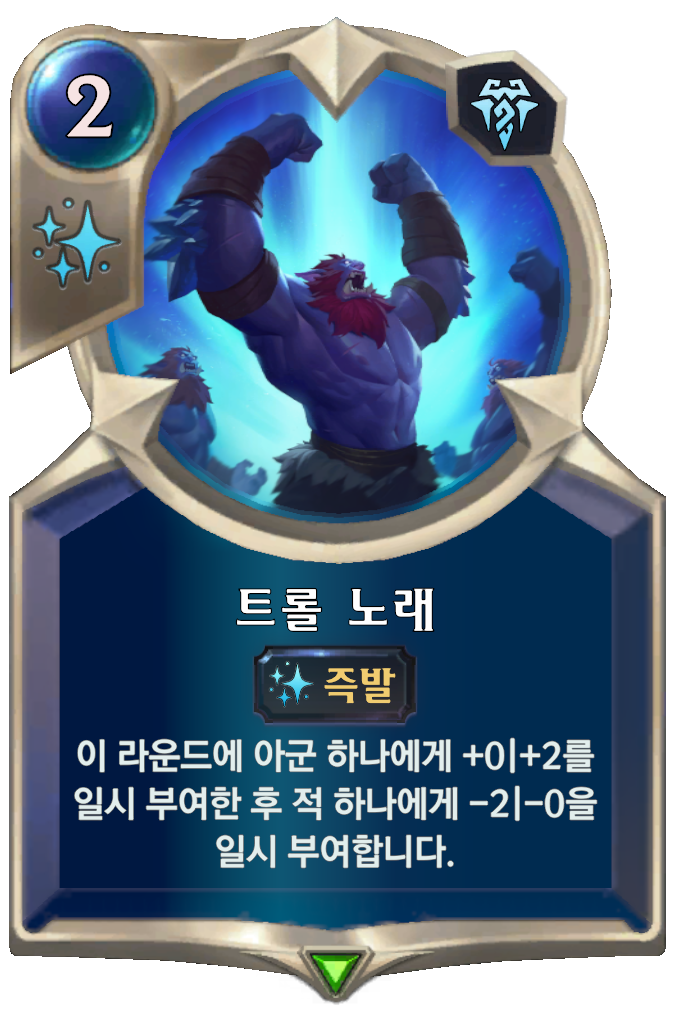 2
트롤 노래
즉발
이 라운드에 아군 하나에게 +0|+2를
일시 부여한 후 적 하나에게 -2|-0을
일시 부여합니다.